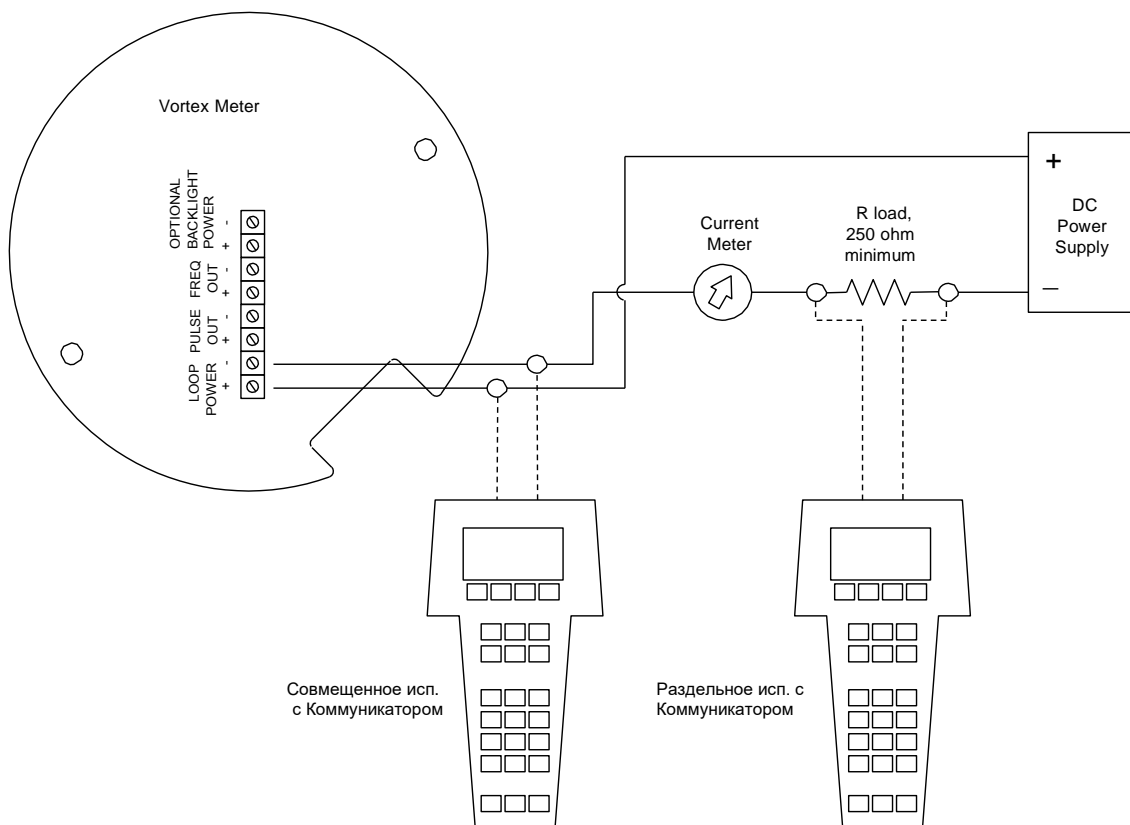 Vortex Meter
OPTIONAL
BACKLIGHT
POWER
- +
FREQ
OUT
- +
PULSE
OUT
- +
LOOP
POWER
- +
Current
Meter
R load,
250 ohm
minimum
+
DC
Power
Supply
–
Совмещенное исп.
с Коммуникатором
Раздельное исп. с
Коммуникатором